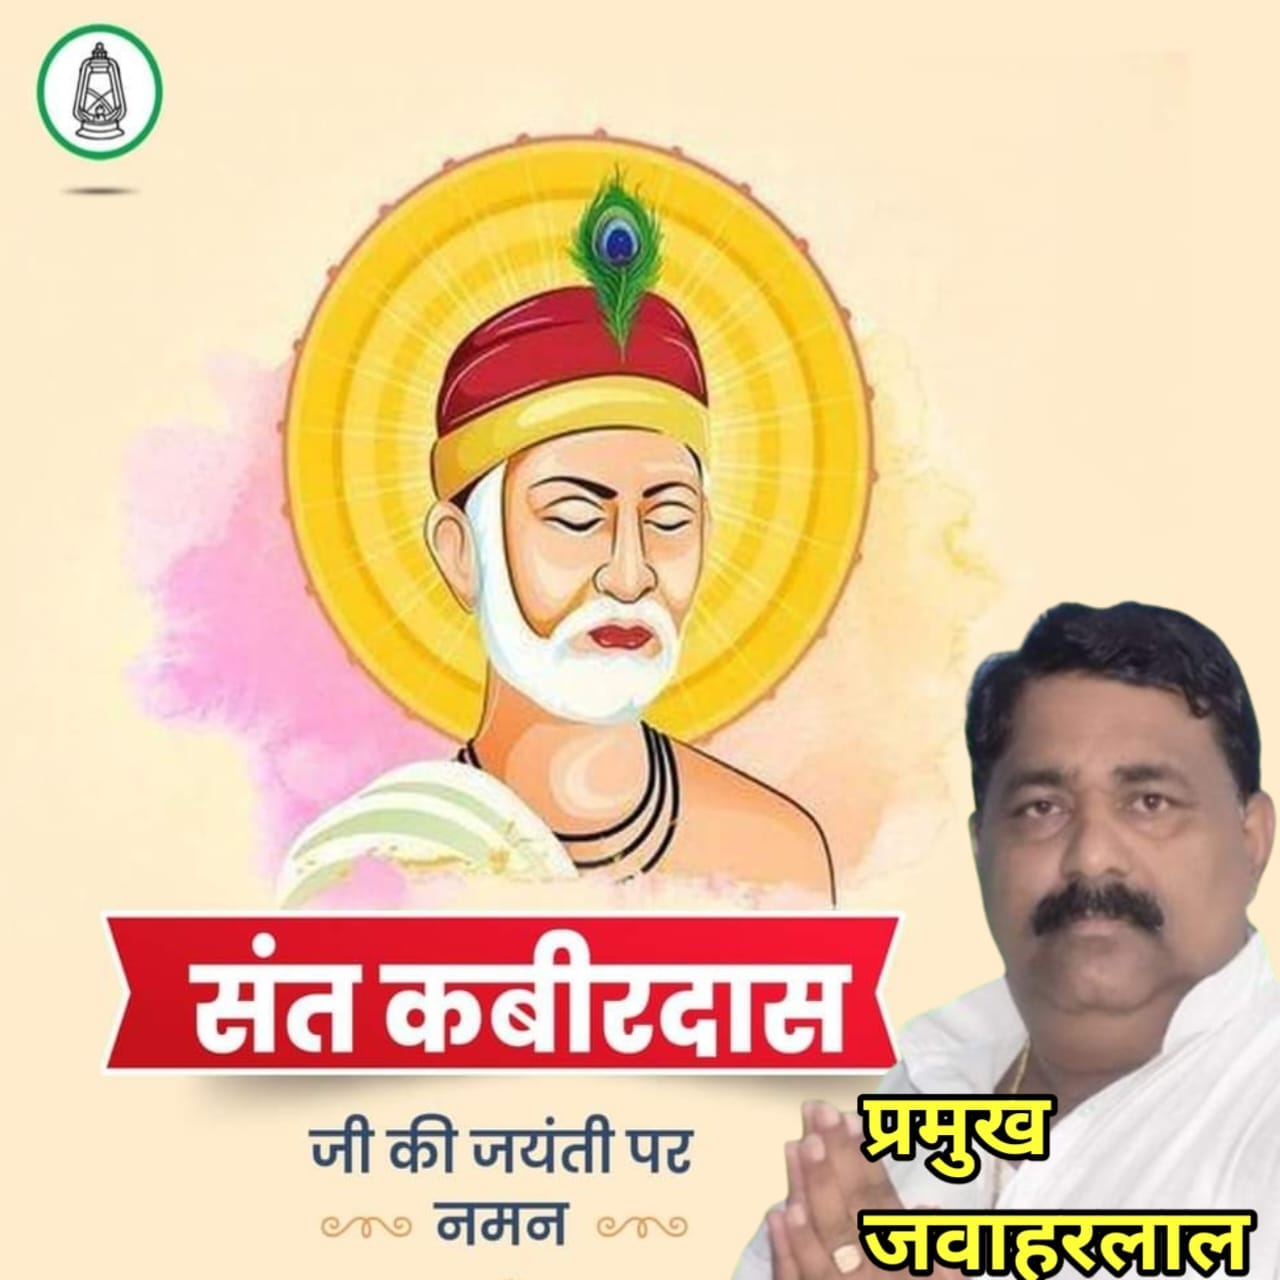 संत कबीरदास
जी की जयंती पर
नमन
प्रमुख
जवाहरलाल